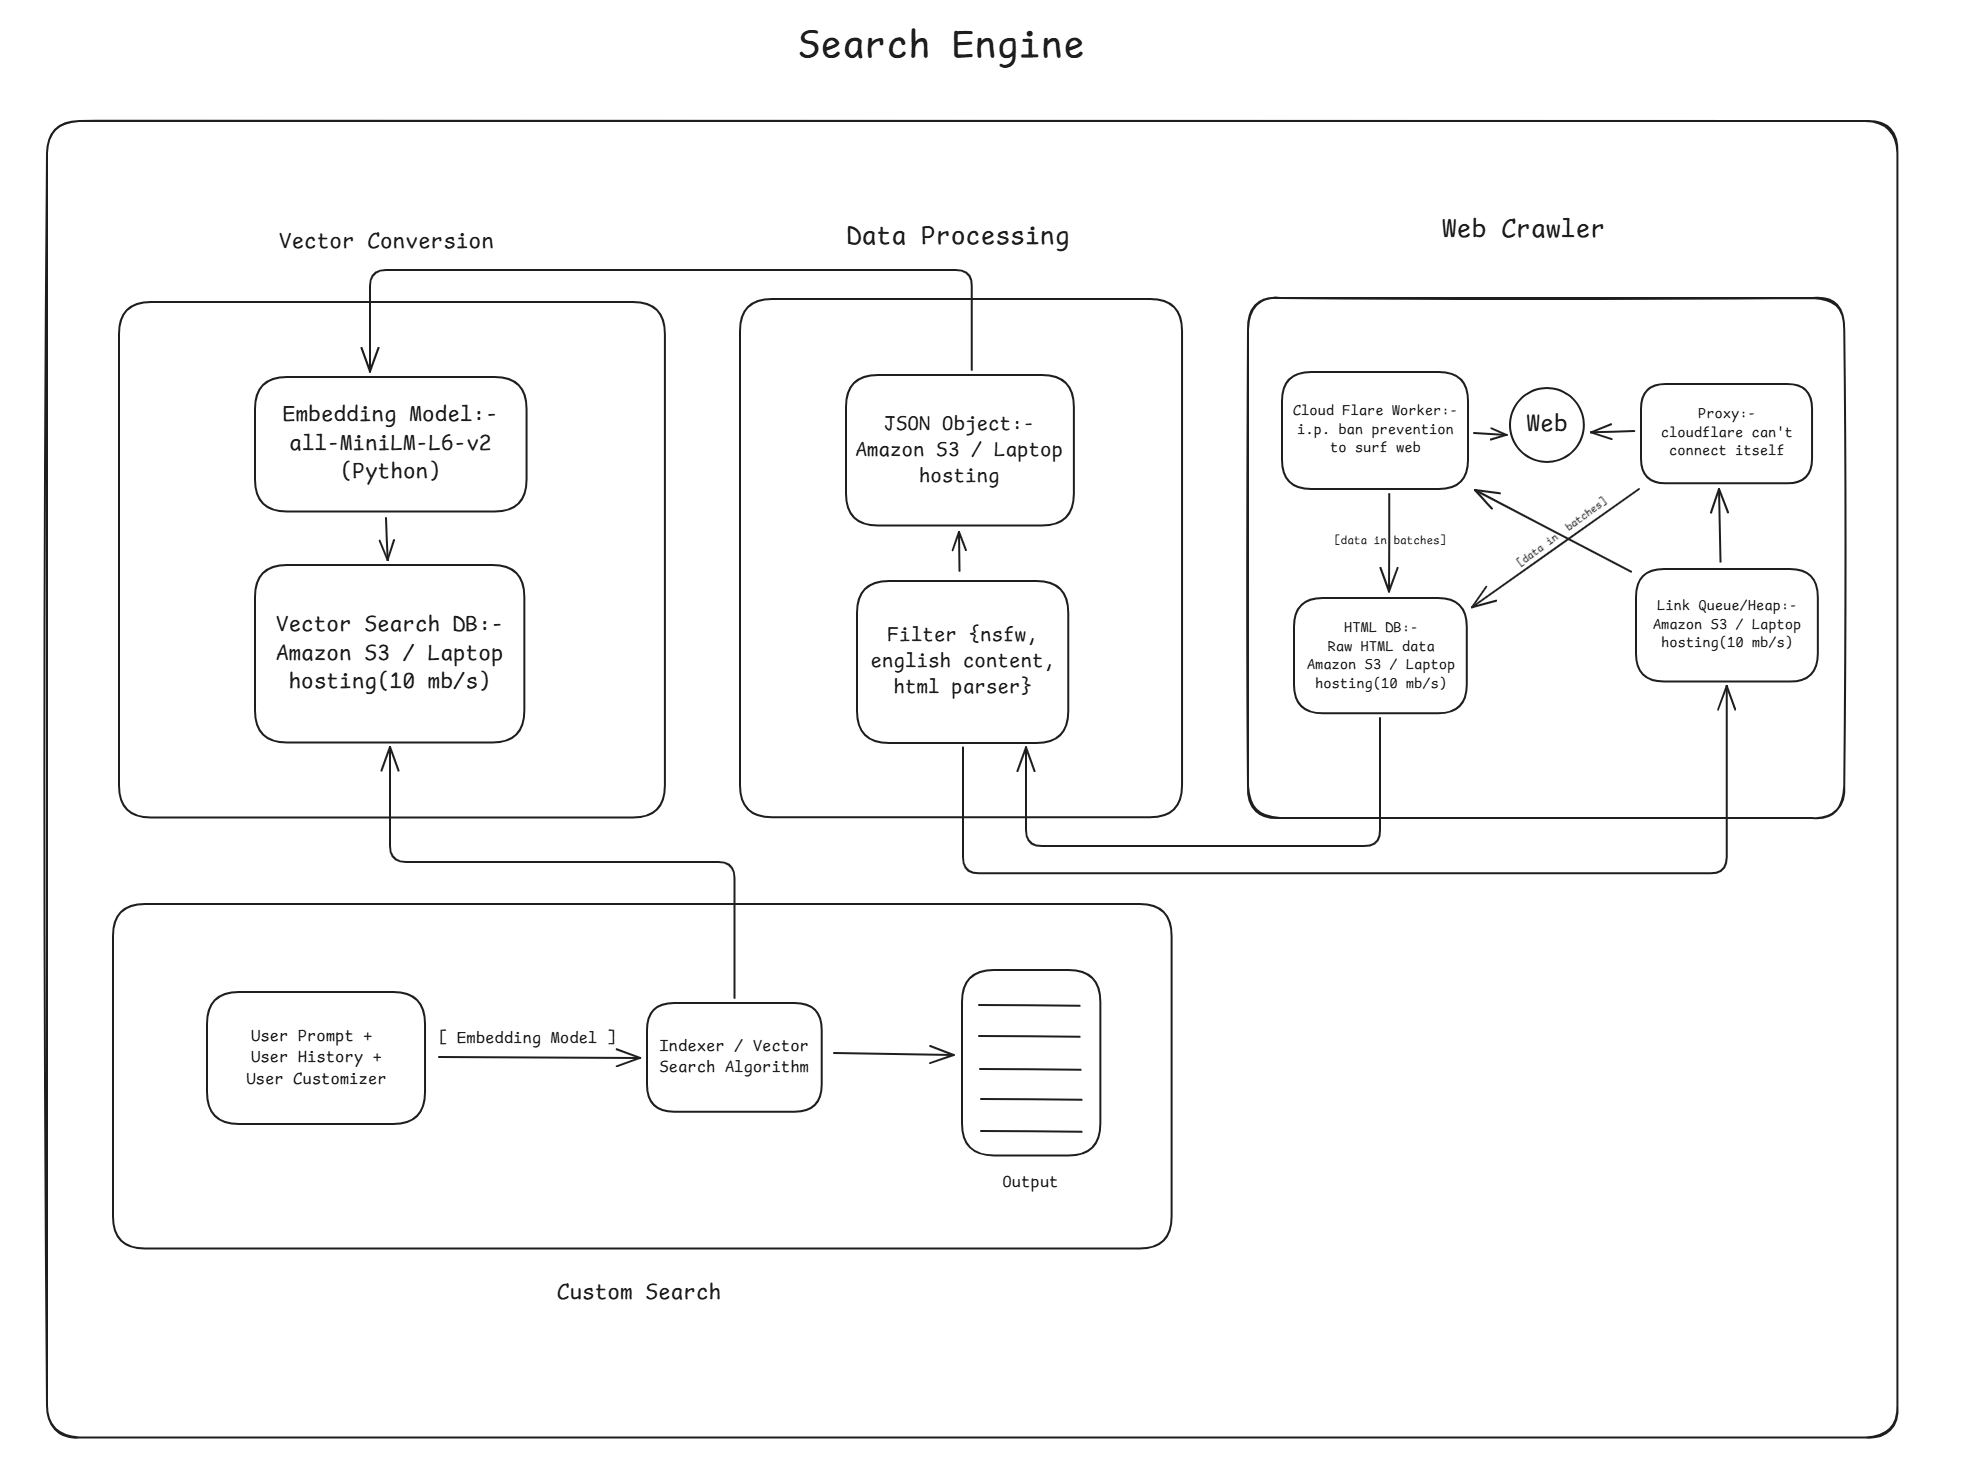 Search Engine
Vector Conversion
Data Processing
Web Crawler
Embedding Model:-
all-MiniLM-L6-v2
(Python)
Vector Search DB:-
Amazon S3 / Laptop
hosting(10 mb/s)
JSON Object:-
Amazon S3 / Laptop
hosting
Filter {nsfw,
english content,
html parser}
Cloud Flare Worker:-
i.p. ban prevention
to surf web
Web
Proxy:-
cloudflare can't
connect itself
[data in batches]
[data in batches]
HTML DB:-
Raw HTML data
Amazon S3 / Laptop
hosting(10 mb/s)
Link Queue/Heap:-
Amazon S3 / Laptop
hosting(10 mb/s)
User Prompt +
User History +
User Customizer
[ Embedding Model ]
Indexer / Vector
Search Algorithm
Output
Custom Search